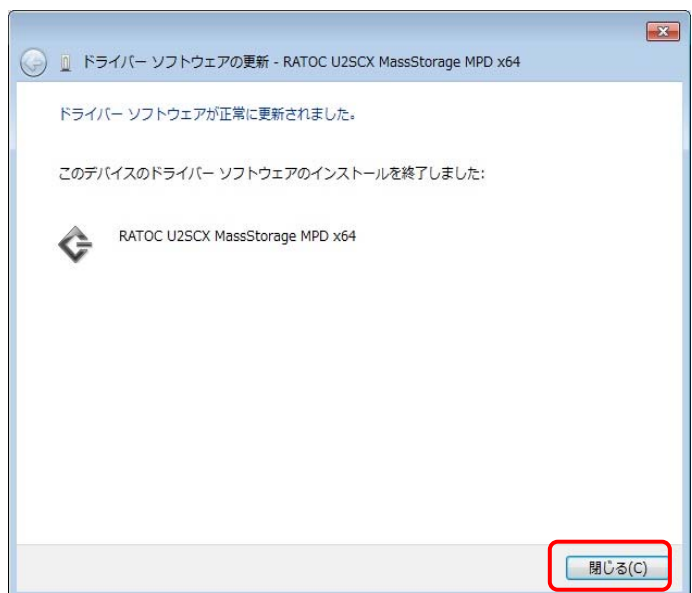 ドライバー ソフトウェアの更新 - RATOC U2SCX MassStorage MPD x64
ドライバー ソフトウェアが正常に更新されました。
このデバイスのドライバー ソフトウェアのインストールを終了しました:
RATOC U2SCX MassStorage MPD x64
閉じる(C)